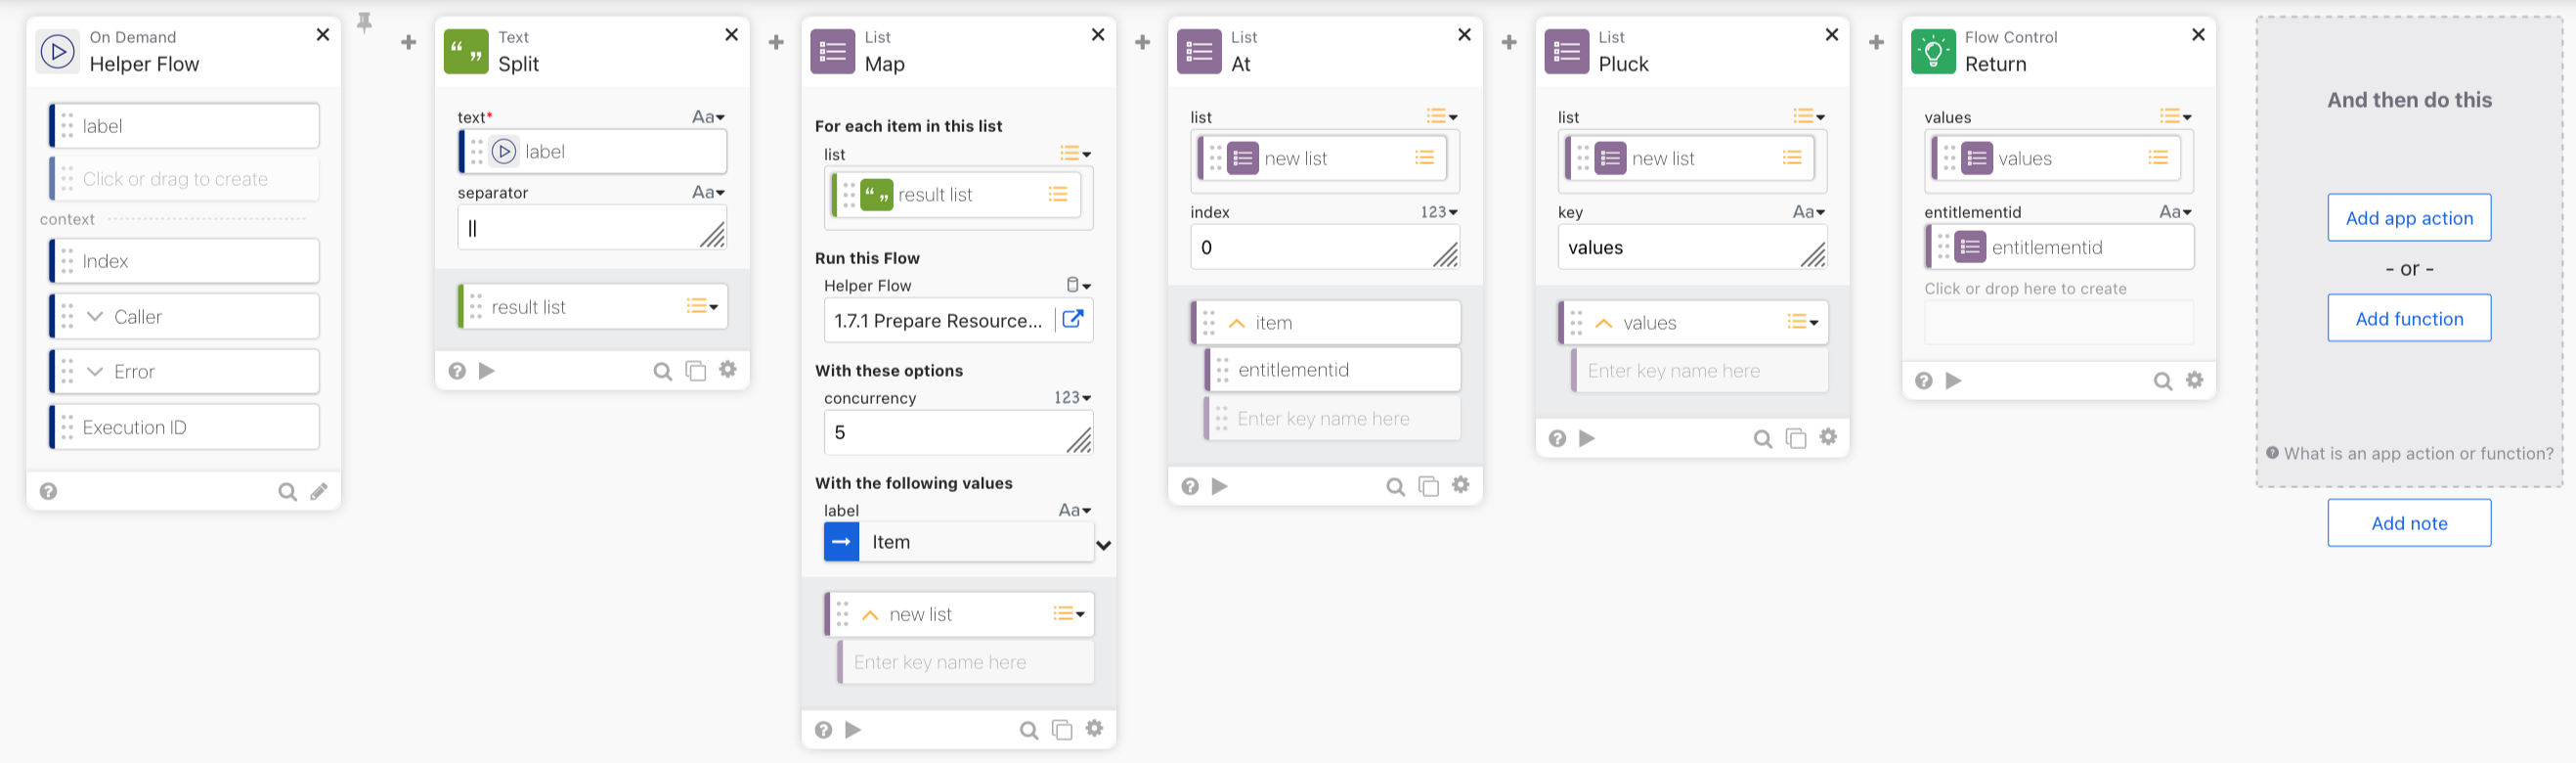 On Demand
Helper Flow
label
Click or drag to create
context
Index
Caller
Error
Execution ID
Text
Split
text*
Aa
label
separator
Aa
||
result list
List
Map
For each item in this list
list
result list
Run this Flow
Helper Flow
1.7.1 Prepare Resource...
With these options
concurrency
123
5
With the following values
label
Aa
Item
new list
Enter key name here
List
At
list
new list
index
123
0
item
entitlementid
Enter key name here
List
Pluck
list
new list
key
Aa
values
values
Enter key name here
Flow Control
Return
values
values
entitlementid
Aa
entitlementid
Click or drop here to create
And then do this
Add app action
- or -
Add function
What is an app action or function?
Add note